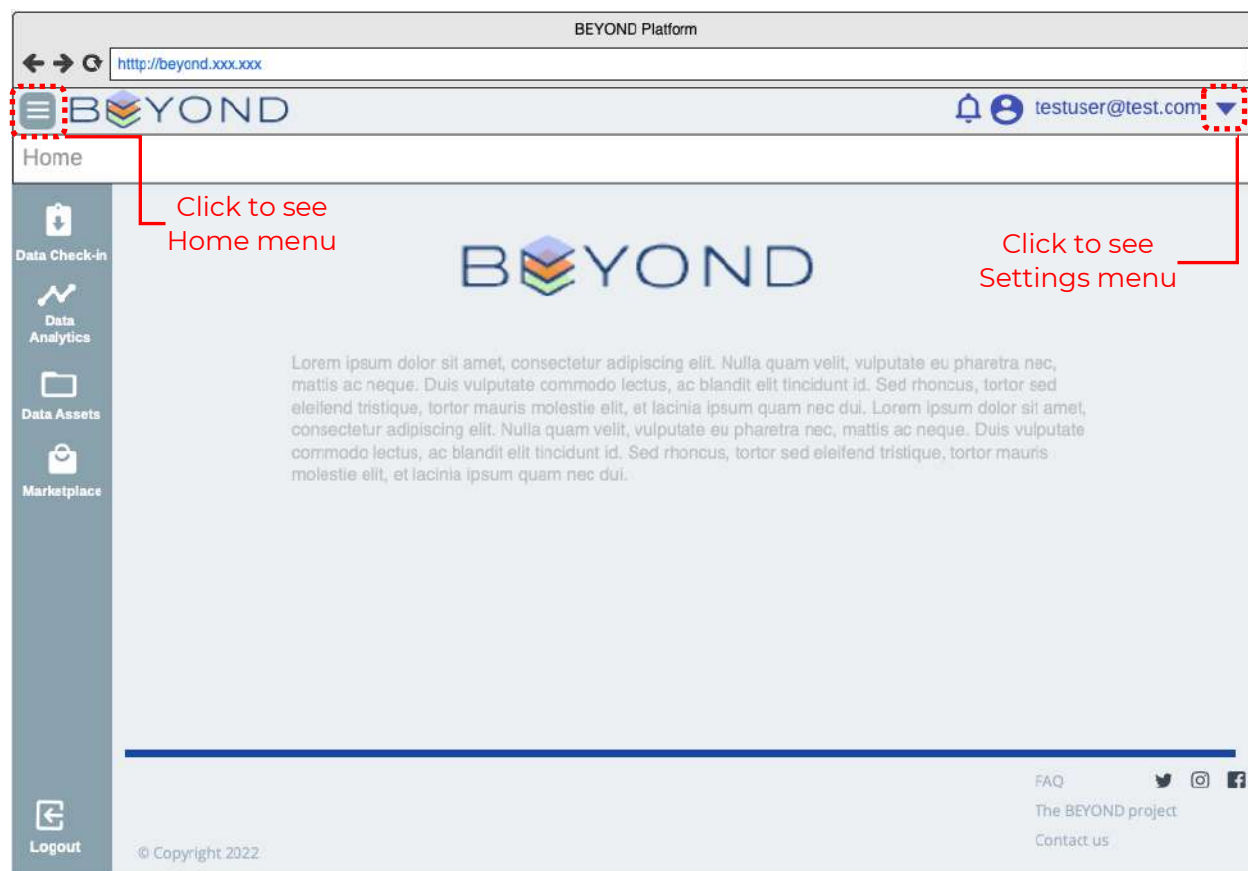 BEYOND Platform
htttp://beyond.xxx.xxx
BEYOND
testuser@test.com
Home
Click to see
Home menu
Click to see
Settings menu
Data Check-in
Data
Analytics
Data Assets
Marketplace
Logout
BEYOND
Lorem ipsum dolor sit amet, consectetur adipiscing elit. Nulla quam velit, vulputate eu pharetra nec,
mattis ac neque. Duis vulputate commodo lectus, ac blandit elit tincidunt id. Sed rhoncus, tortor sed
eleifend tristique, tortor mauris molestie elit, et lacinia ipsum quam nec dui. Lorem ipsum dolor sit amet,
consectetur adipiscing elit. Nulla quam velit, vulputate eu pharetra nec, mattis ac neque. Duis vulputate
commodo lectus, ac blandit elit tincidunt id. Sed rhoncus, tortor sed eleifend tristique, tortor mauris
molestie elit, et lacinia ipsum quam nec dui.
FAQ
The BEYOND project
Contact us
© Copyright 2022